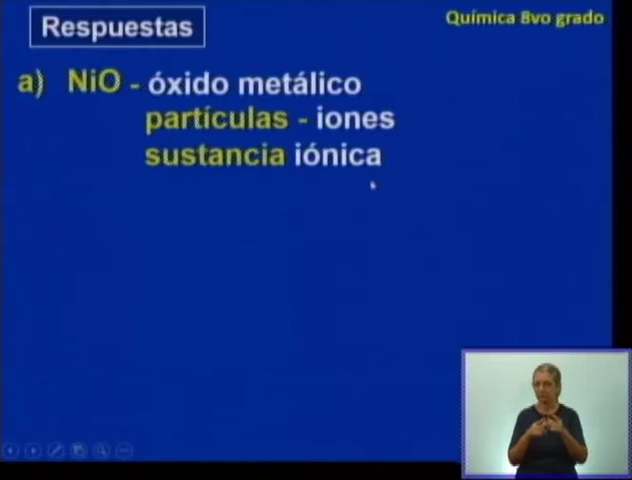 Respuestas
Química 8vo grado
a) NiO - óxido metálico
partículas - iones
sustancia iónica